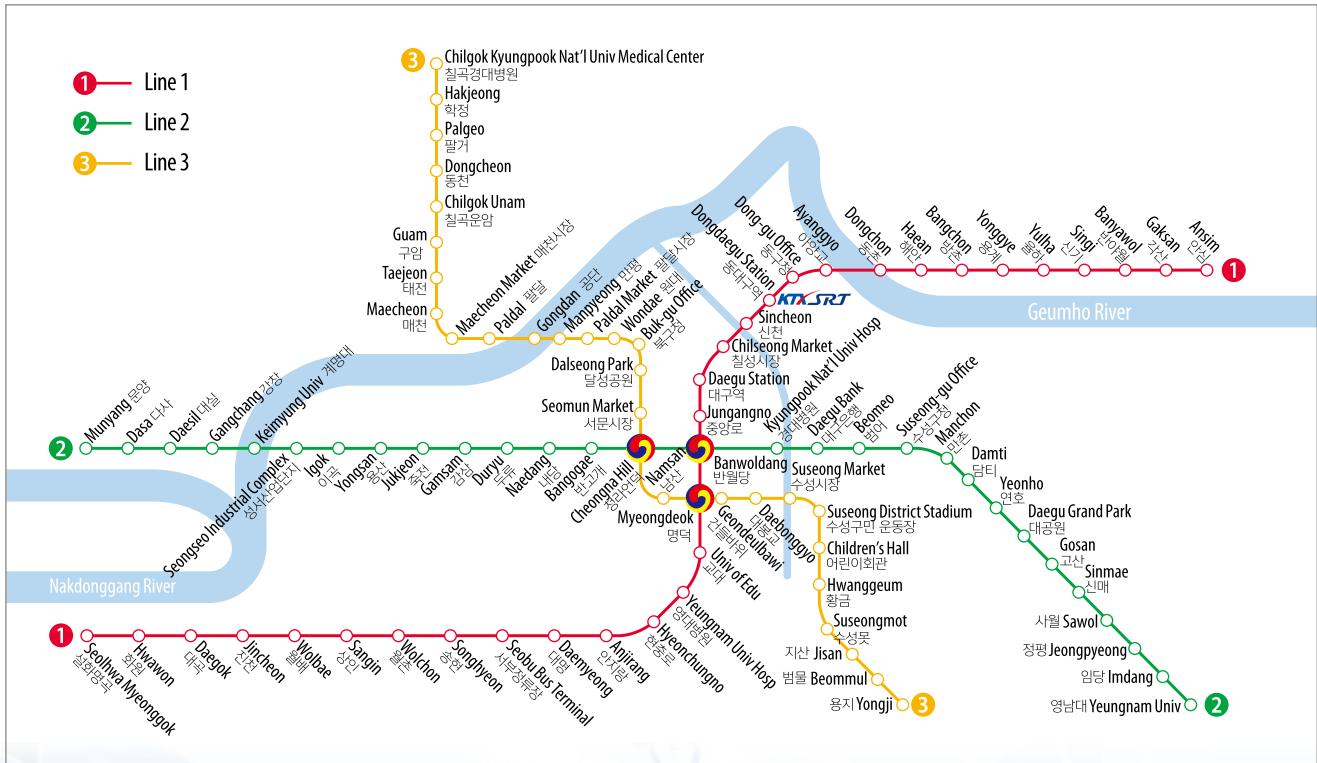 1 Line 1
2 Line 2
3 Line 3
3
Chilgok Kyungpook Nat'l Univ Medical Center
칠곡경대병원
Hakjeong
학정
Palgeo
팔거
Dongcheon
동천
Chilgok Unam
칠곡운암
Guam
구암
Taejeon
태전
Maecheon
매천
Maecheon Market 매천시장
Paldal 팔달
Gongdan 공단
Manpyeong 만평
Paldal Market 팔달시장
Wondae 원대
Buk-gu Office
북구청
Dalseong Park
달성공원
Seomun Market
서문시장
Dongdaegu Station
동대구역
Dong-gu Office
동구청
Ayanggyo
아양교
Dongchon
동촌
Haean
해안
Bangchon
방촌
Yonggye
용계
Yulha
율하
Singi
신기
Banyawol
반야월
Gaksan
각산
Ansim
안심
1
KTX SRT
Geumho River
Sincheon
신천
Chilseong Market
칠성시장
Daegu Station
대구역
Jungangno
중앙로
2
Munyang 문양
Dasa 다사
Daesil 대실
Gangchang 강창
Keimyung Univ 계명대
Seongseo Industrial Complex
성서산업단지
Igok
이곡
Yongsan
용산
Jukjeon
죽전
Gamsam
감삼
Duryu
두류
Naedang
내당
Bangogae
반고개
Cheongna Hill
청라언덕
Namsan
남산
Banwoldang
반월당
Kyungpook Nat'l Univ Hosp
경대병원
Daegu Bank
대구은행
Beomeo
범어
Suseong-gu Office
수성구청
Manchon
만촌
Damti
담티
Yeonho
연호
Daegu Grand Park
대공원
Gosan
고산
Sinmae
신매
사월 Sawol
정평 Jeongpyeong
임당 Imdang
영남대 Yeungnam Univ
2
Myeongdeok
명덕
Geondeulbawi
건들바위
Daebonggyo
대봉교
Suseong Market
수성시장
Suseong District Stadium
수성구민 운동장
Children's Hall
어린이회관
Hwanggeum
황금
Suseongmot
수성못
지산 Jisan
범물 Beommul
용지 Yongji
3
Nakdonggang River
1
Seolhwa Myeonggok
설화명곡
Hwawon
화원
Daegok
대곡
Jincheon
진천
Wolbae
월배
Sangin
상인
Wolchon
월촌
Songhyeon
송현
Seobu Bus Terminal
서부정류장
Daemyeong
대명
Anjirang
안지랑
Hyeonchungno
현충로
Yeungnam Univ Hosp
영대병원
Univ of Edu
교대